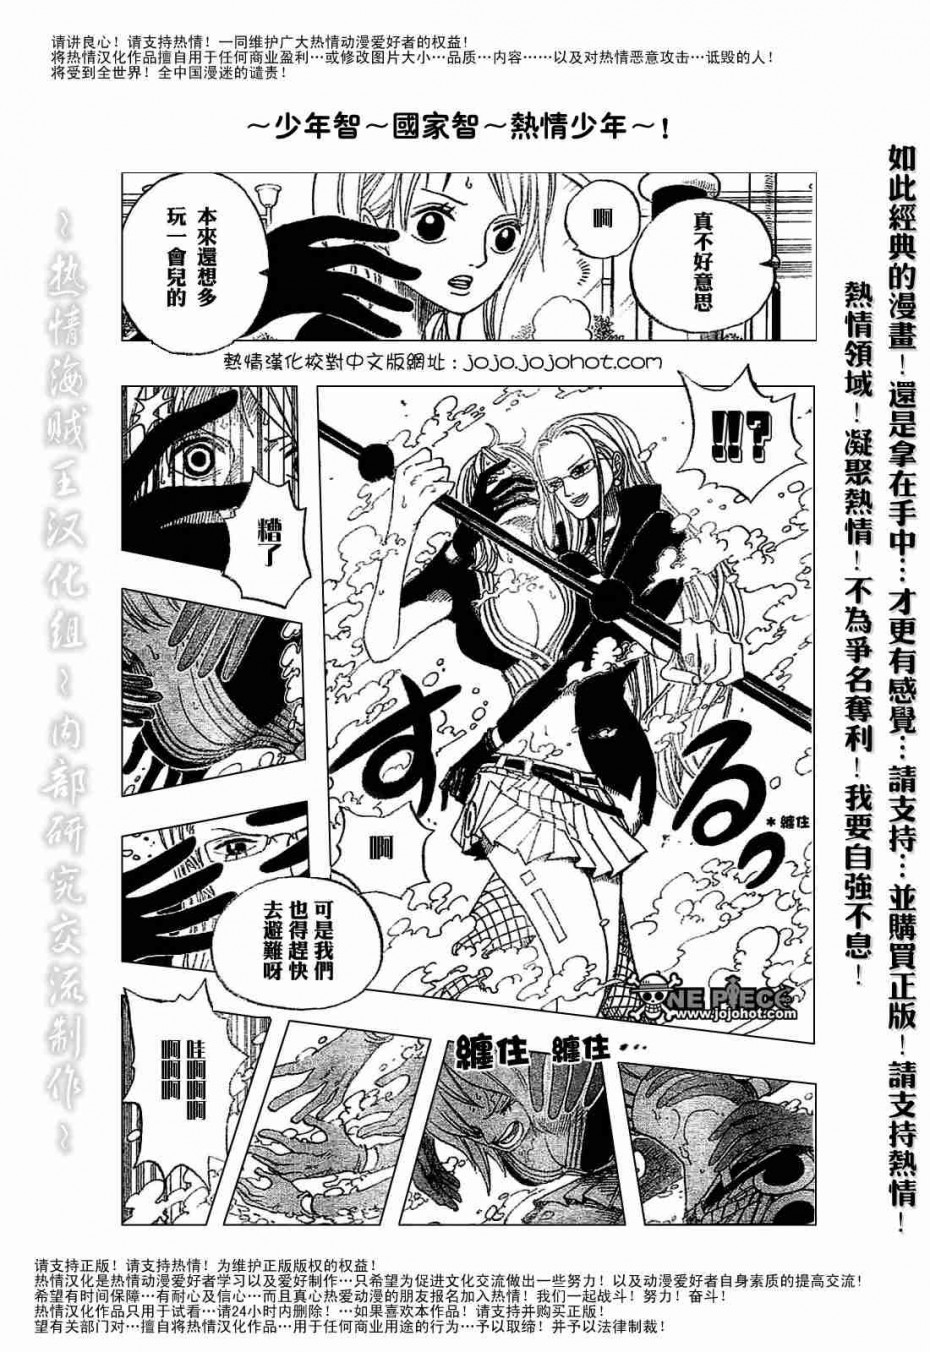 请讲良心！请支持热情！一同维护广大热情动漫爱好者的权益！
将热情汉化作品擅自用于任何商业盈利…或修改图片大小…品质…内容……以及对热情恶意攻击…诋毁的人！
将受到全世界！全中国漫迷的谴责！
～少年智～國家智～熱情少年～！
如此經典的漫畫！還是拿在手中…才更有感覺…請支持…並購買正版！請支持熱情！
熱情領域！凝聚熱情！不為爭名奪利！我要自強不息！
～热情海贼王汉化组～内部研究交流制作～
真不好意思
啊
本來還想多
玩一會兒的
熱情漢化校對中文版網址：jojo.jojohot.com
!!?
糟了
するっ
*纏住
啊
可是我們
也得趕快
去避難呀
ONE PIECE
www.jojohot.com
纏住 纏住…
哇啊啊啊
啊啊啊
请支持正版！请支持热情！为维护正版版权的权益！
热情汉化是热情动漫爱好者学习以及爱好制作…只希望为促进文化交流做出一些努力！以及动漫爱好者自身素质的提高交流！
希望有时间保障…有耐心及信心…而且真心热爱动漫的朋友报名加入热情！我们一起战斗！努力！奋斗！
热情汉化作品只用于试看…请24小时内删除！…如果喜欢本作品！请支持并购买正版！
望有关部门对…擅自将热情汉化作品…用于任何商业用途的行为…予以取缔！并予以法律制裁！